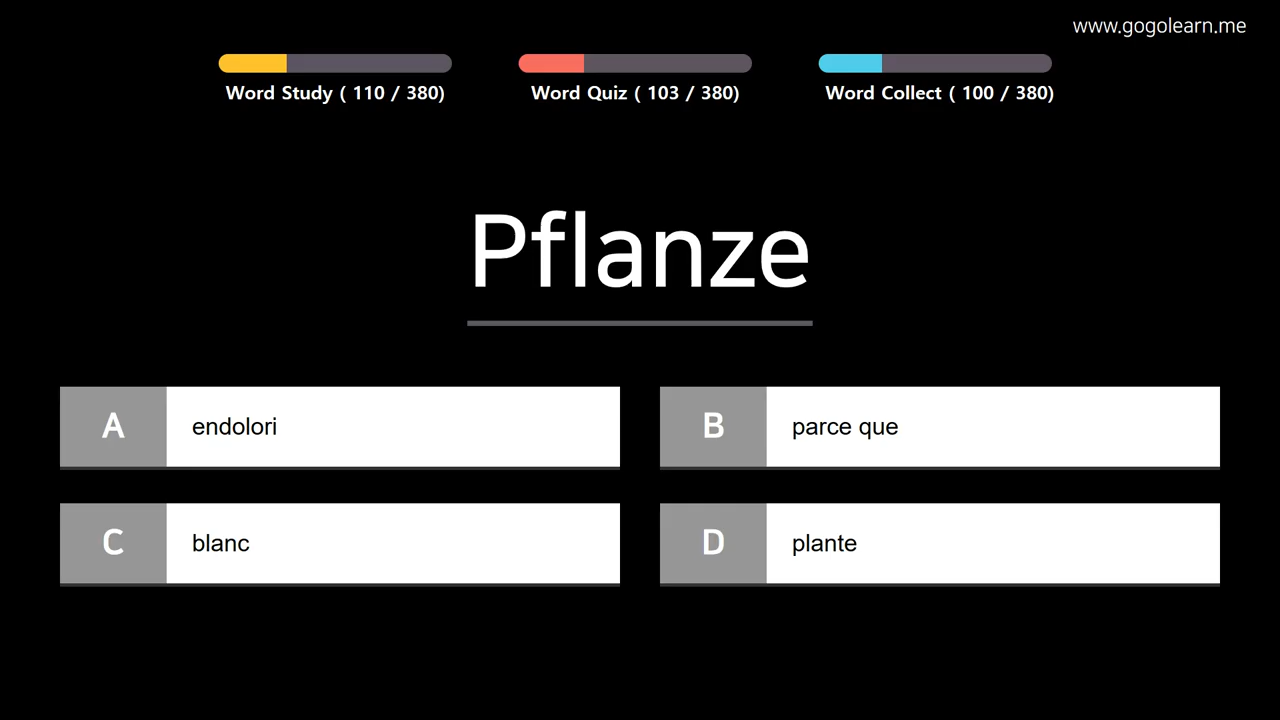 www.gogolearn.me
Word Study ( 110 / 380)
Word Quiz ( 103 / 380)
Word Collect ( 100 / 380)
Pflanze
A endolori
B parce que
C blanc
D plante